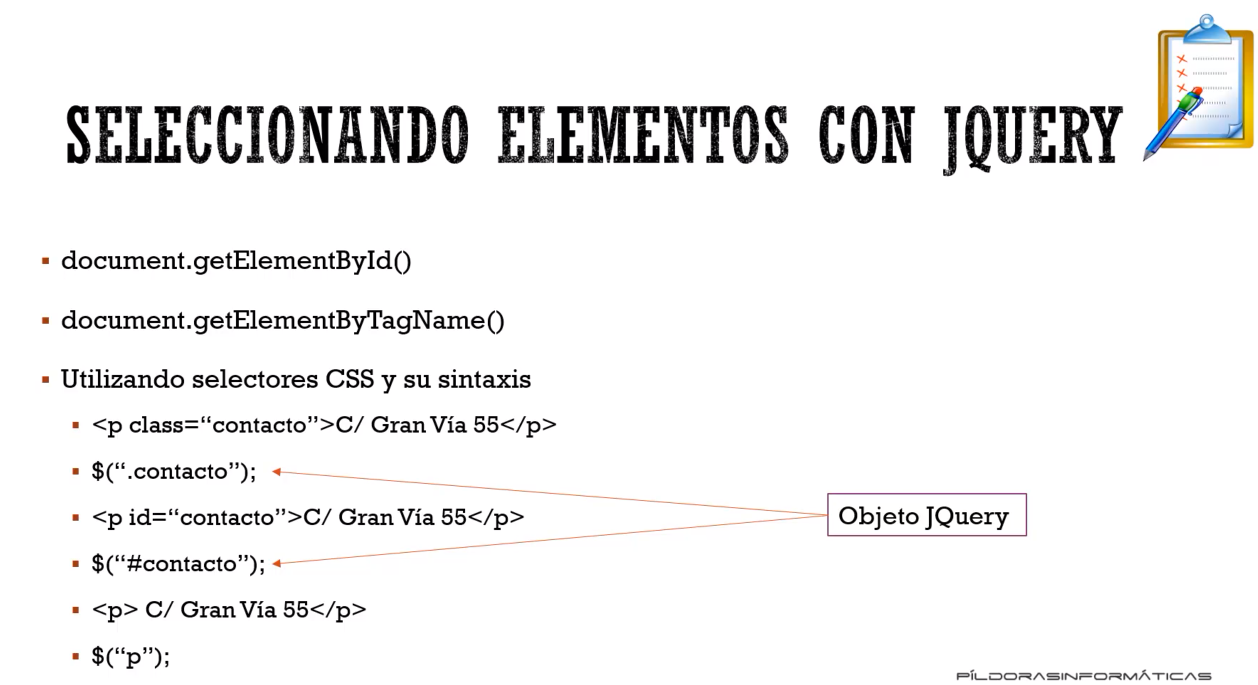 SELECCIONANDO ELEMENTOS CON JQUERY
document.getElementById()
document.getElementByTagName()
Utilizando selectores CSS y su sintaxis
<p class=“contacto”>C/ Gran Vía 55</p>
$(“.contacto”);
<p id=“contacto”>C/ Gran Vía 55</p>
Objeto JQuery
$(“#contacto”);
<p> C/ Gran Vía 55</p>
$(“p”);
PÍLDORASINFORMÁTICAS